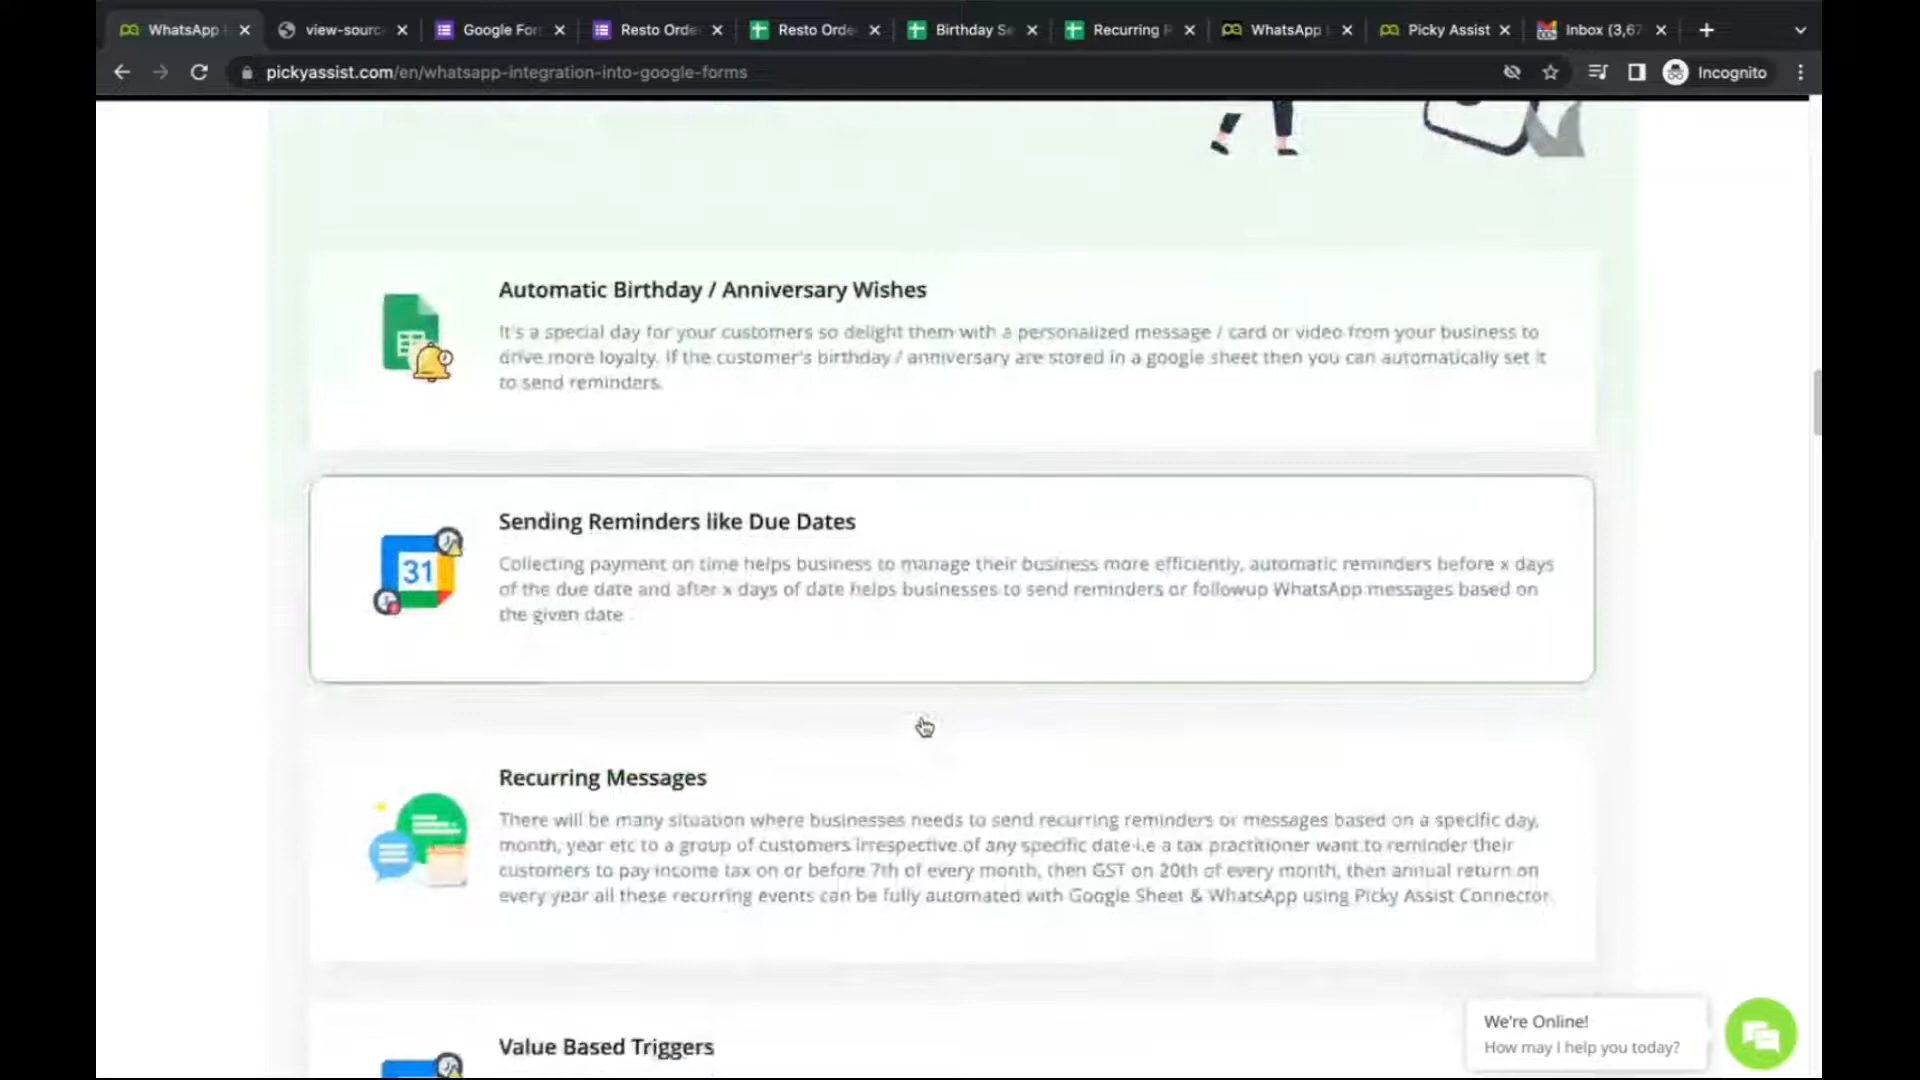 WhatsApp
view-sourc
Google For
Resto Orde
Resto Orde
Birthday Se
Recurring P
WhatsApp
Picky Assist
Inbox (3,67
pickyassist.com/en/whatsapp-integration-into-google-forms
Incognito
Automatic Birthday / Anniversary Wishes
It's a special day for your customers so delight them with a personalized message / card or video from your business to
drive more loyalty. If the customer's birthday / anniversary are stored in a google sheet then you can automatically set it
to send reminders.
Sending Reminders like Due Dates
31
Collecting payment on time helps business to manage their business more efficiently, automatic reminders before x days
of the due date and after x days of date helps businesses to send reminders or followup WhatsApp messages based on
the given date .
Recurring Messages
There will be many situation where businesses needs to send recurring reminders or messages based on a specific day,
month, year etc to a group of customers irrespective of any specific date i.e a tax practitioner want to reminder their
customers to pay income tax on or before 7th of every month, then GST on 20th of every month, then annual return on
every year all these recurring events can be fully automated with Google Sheet & WhatsApp using Picky Assist Connector.
Value Based Triggers
We're Online!
How may I help you today?